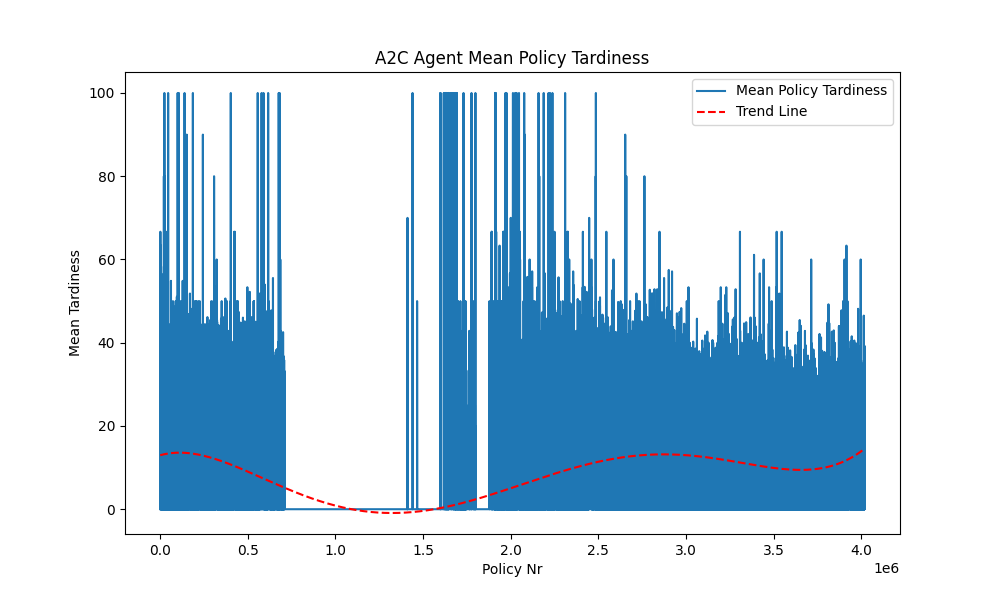 A2C Agent Mean Policy Tardiness
Mean Policy Tardiness
Trend Line
Mean Tardiness
100
80
60
40
20
0
0.0 0.5 1.0 1.5 2.0 2.5 3.0 3.5 4.0
1e6
Policy Nr